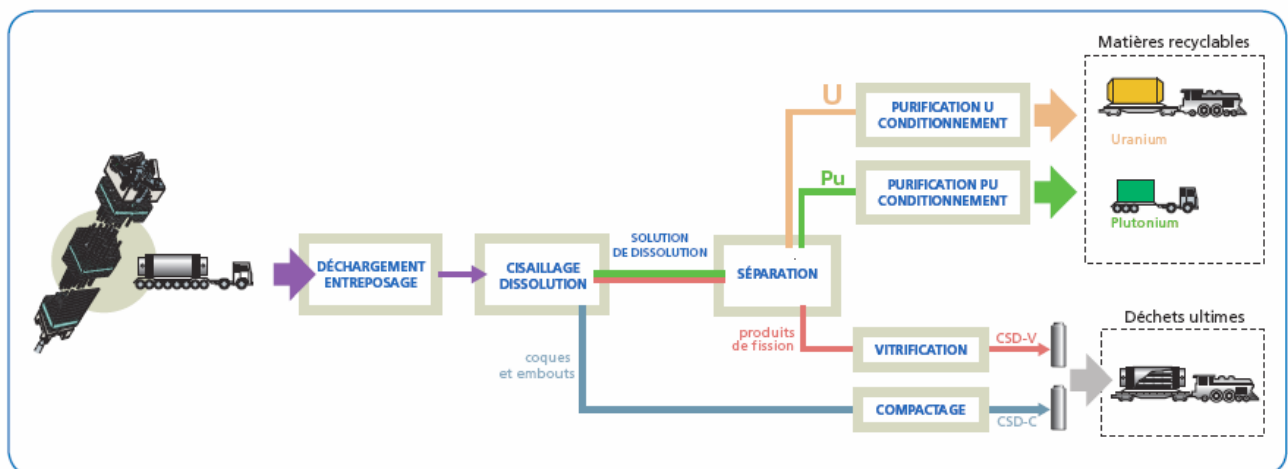 Matières recyclables
U
PURIFICATION U
CONDITIONNEMENT
Uranium
Pu
PURIFICATION PU
CONDITIONNEMENT
Plutonium
DÉCHARGEMENT
ENTREPOSAGE
CISAILLAGE
DISSOLUTION
SOLUTION
DE DISSOLUTION
SÉPARATION
produits
de fission
VITRIFICATION
CSD-V
Déchets ultimes
coques
et embouts
COMPACTAGE
CSD-C